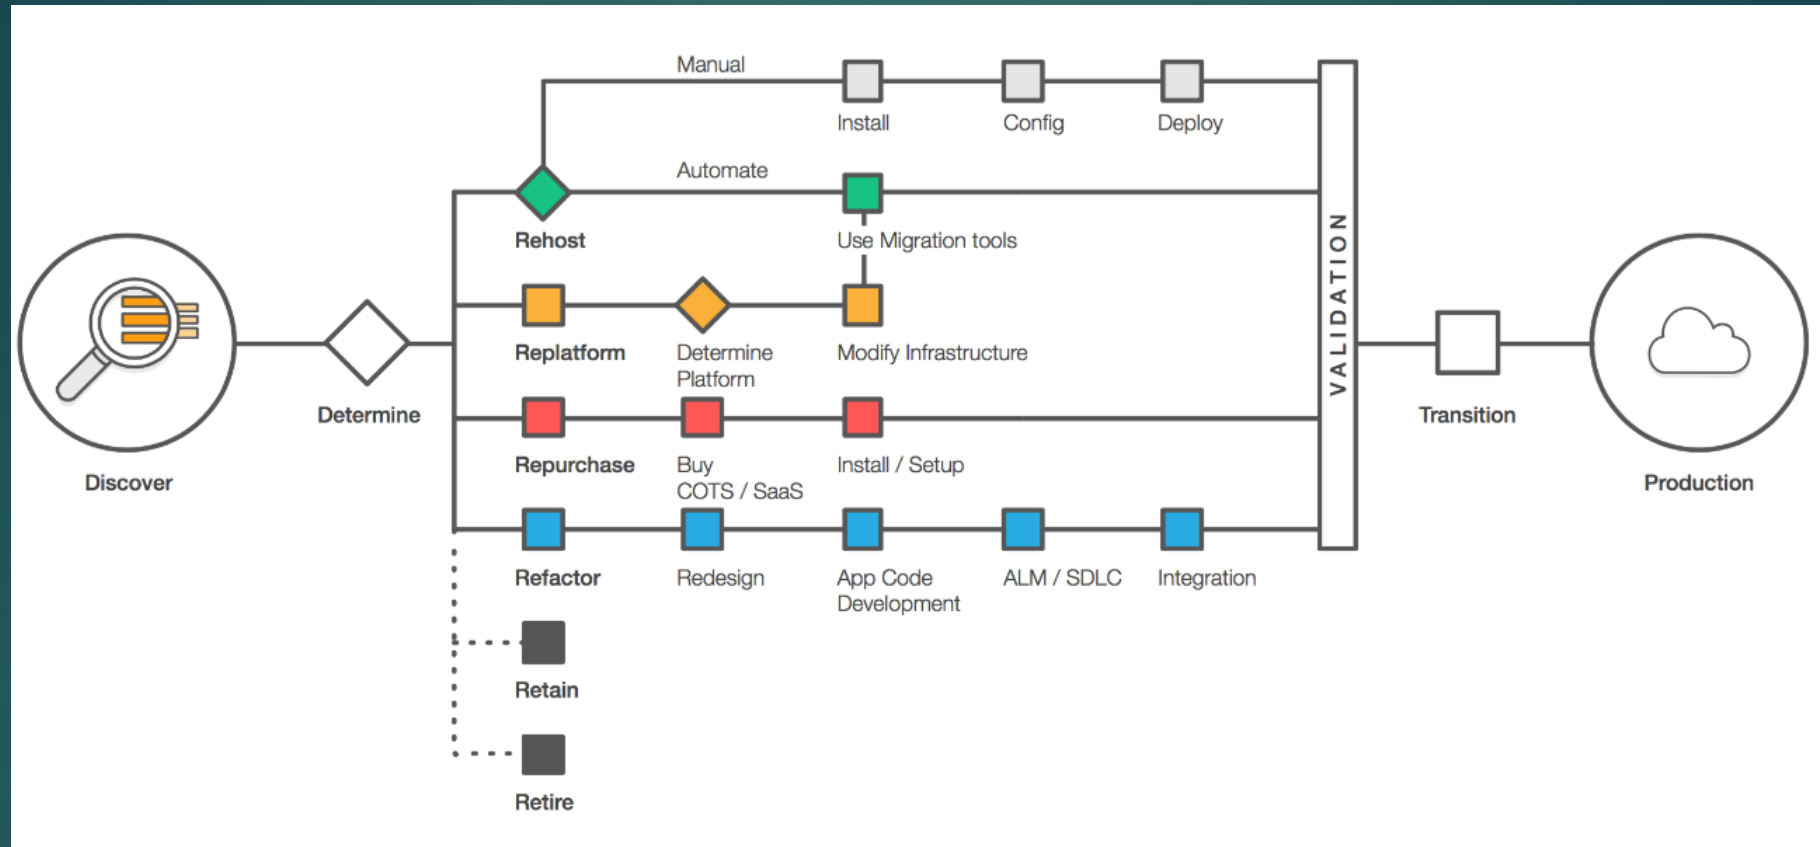 Manual
Install
Config
Deploy
Automate
Rehost
Use Migration tools
Replatform
Determine
Platform
Modify Infrastructure
Repurchase
Buy
COTS / SaaS
Install / Setup
Refactor
Redesign
App Code
Development
ALM / SDLC
Integration
Retain
Retire
Discover
Determine
VALIDATION
Transition
Production